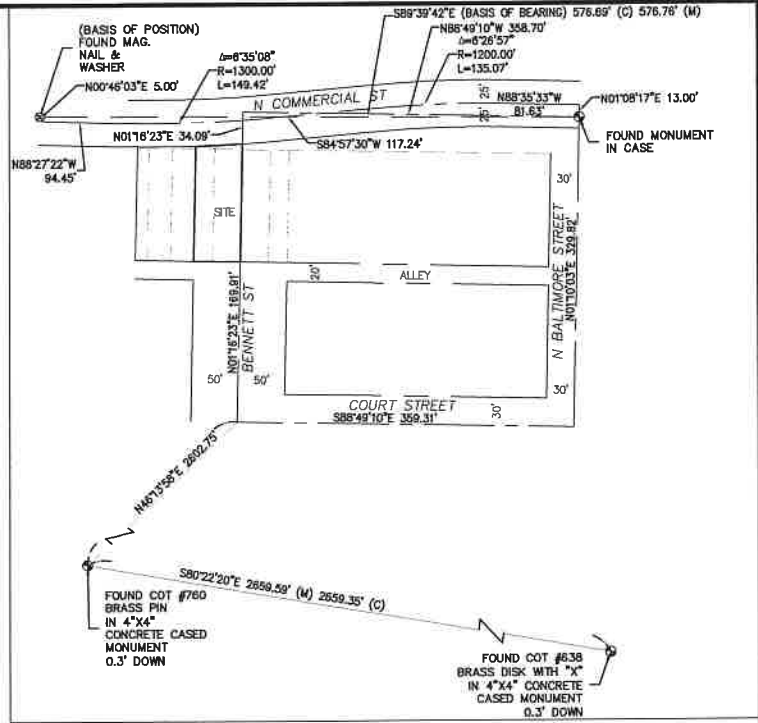 S89°39'42"E (BASIS OF BEARING) 576.69' (C) 576.76' (M)
(BASIS OF POSITION)
FOUND MAG.
NAIL &
WASHER
N00°46'03"E 5.00'
Δ=6°35'08"
R=1300.00'
L=149.42'
N88°49'10"W 358.70'
Δ=6°26'57"
R=1200.00'
L=135.07'
N COMMERCIAL ST
25'
25'
N88°35'33"W
81.63'
N01°08'17"E 13.00'
FOUND MONUMENT
IN CASE
N01°16'23"E 34.09'
S84°57'30"W 117.24'
N88°27'22"W
94.45'
SITE
30'
N BALTIMORE STREET
N01°10'03"E 329.82'
20'
ALLEY
N01°16'23"E 169.91'
BENNETT ST
50'
50'
30'
COURT STREET
S88°49'10"E 359.31'
30'
N46°13'58"E 2602.75'
S80°22'20"E 2659.59' (M) 2659.35' (C)
FOUND COT #760
BRASS PIN
IN 4"X4"
CONCRETE CASED
MONUMENT
0.3' DOWN
FOUND COT #638
BRASS DISK WITH "X"
IN 4"X4" CONCRETE
CASED MONUMENT
0.3' DOWN